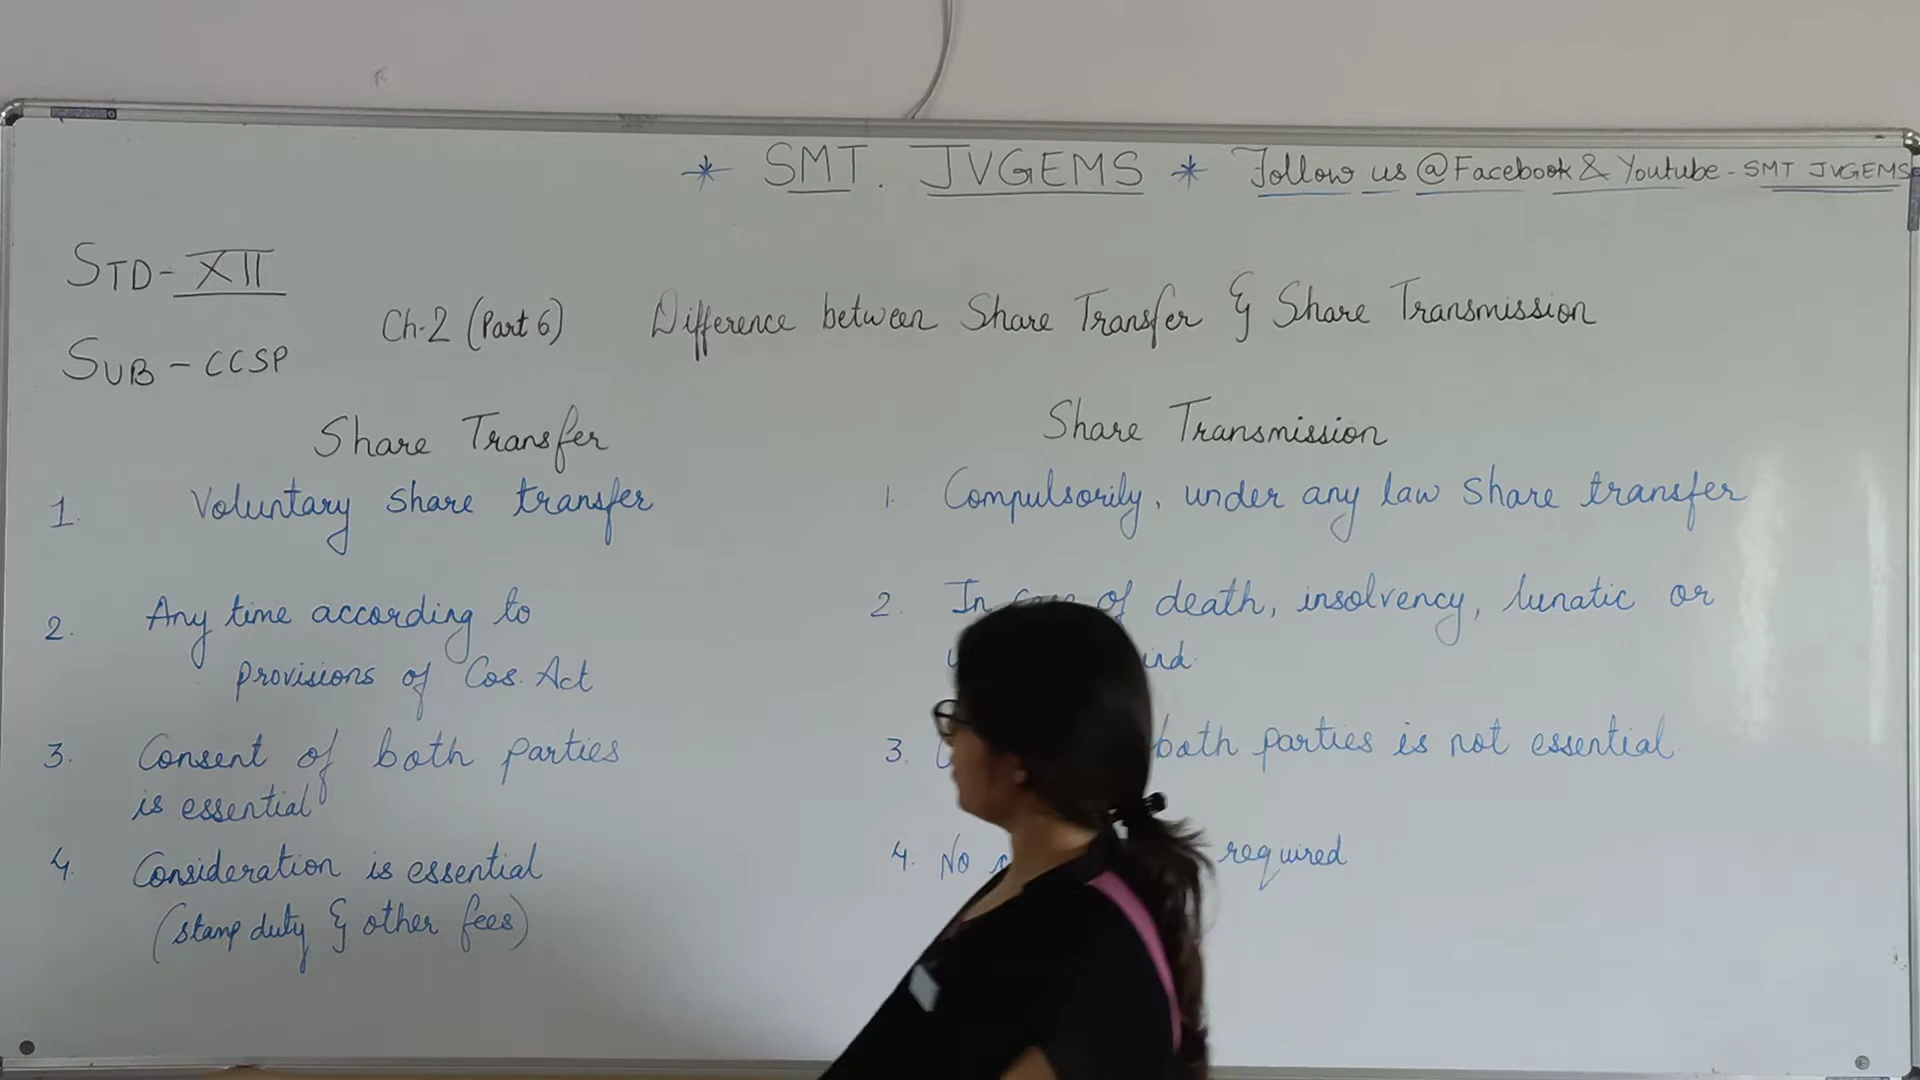 * SMT. JVGEMS * Follow us @Facebook & Youtube - SMT JVGEMS
STD - XII
Ch-2 (Part 6) Difference between Share Transfer & Share Transmission
SUB - CCSP
Share Transfer
1. Voluntary share transfer
2. Any time according to
provisions of Cos. Act
3. Consent of both parties
is essential
4. Consideration is essential
(stamp duty & other fees)
Share Transmission
1. Compulsorily, under any law share transfer
2. In case of death, insolvency, lunatic or
3. both parties is not essential
4. No required